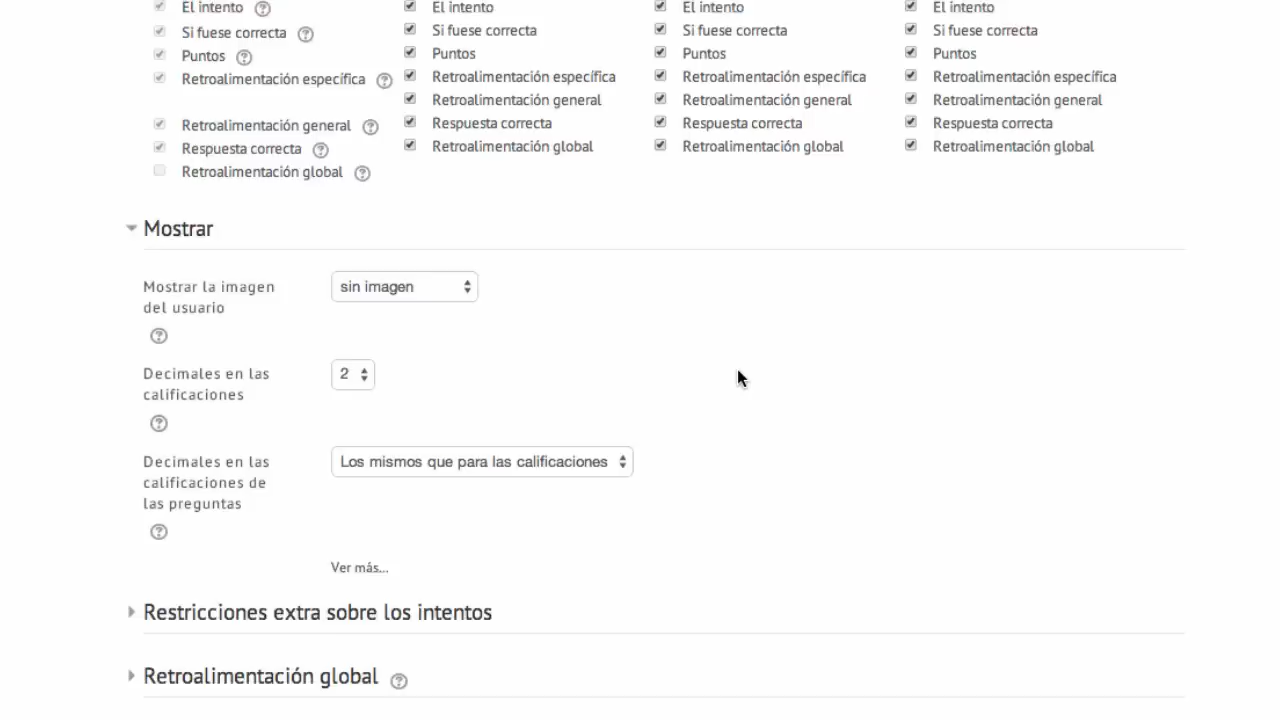 El intento El intento El intento El intento
Si fuese correcta Si fuese correcta Si fuese correcta Si fuese correcta
Puntos Puntos Puntos Puntos
Retroalimentación específica Retroalimentación específica Retroalimentación específica Retroalimentación específica
Retroalimentación general Retroalimentación general Retroalimentación general
Retroalimentación general Respuesta correcta Respuesta correcta Respuesta correcta
Respuesta correcta Retroalimentación global Retroalimentación global Retroalimentación global
Retroalimentación global
Mostrar
Mostrar la imagen
del usuario
sin imagen
Decimales en las
calificaciones
2
Decimales en las
calificaciones de
las preguntas
Los mismos que para las calificaciones
Ver más...
Restricciones extra sobre los intentos
Retroalimentación global